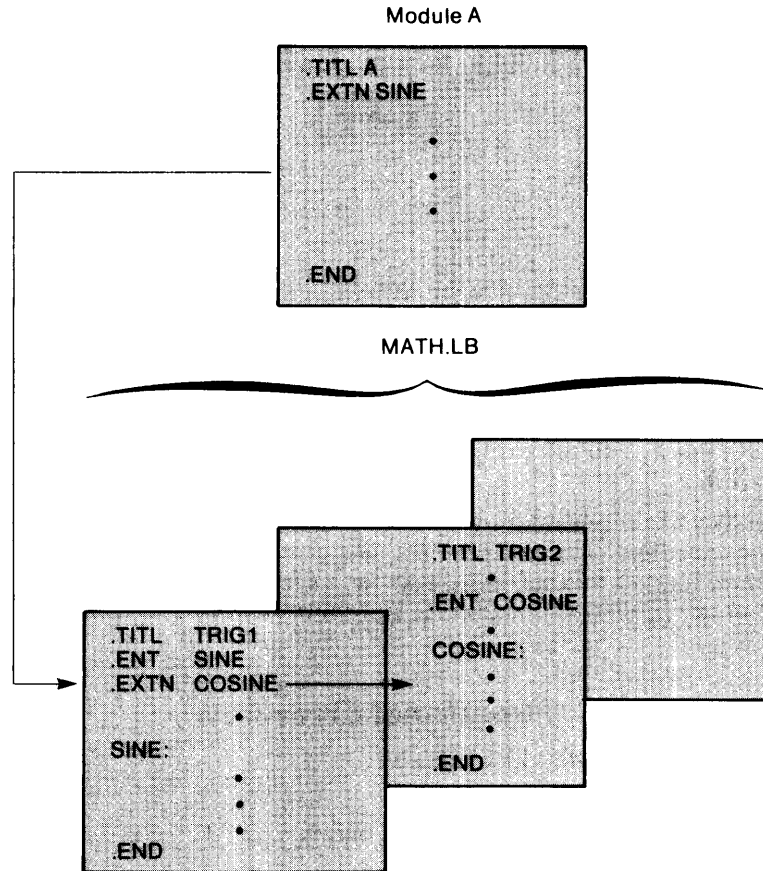 Module A
.TITL A
.EXTN SINE
.END
MATH.LB
.TITL TRIG2
.ENT COSINE
COSINE:
.END
.TITL TRIG1
.ENT SINE
.EXTN COSINE
SINE:
.END